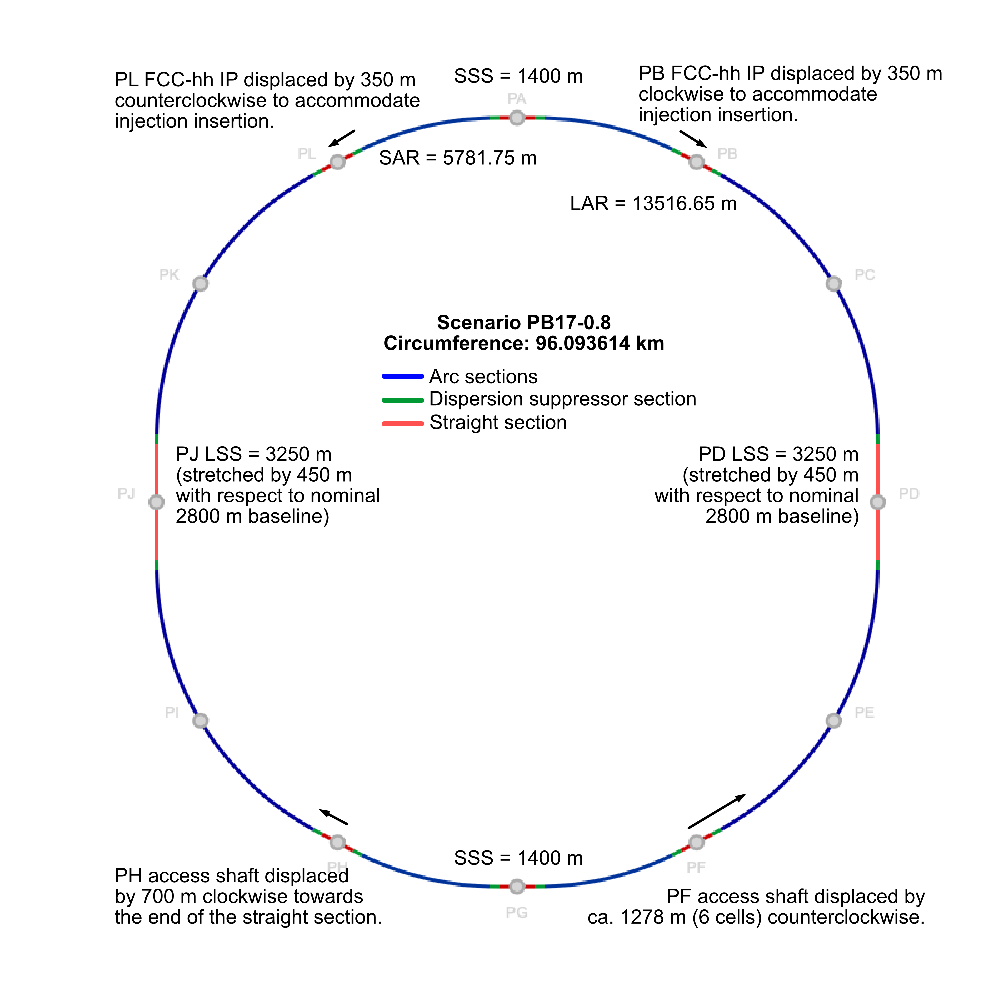 PL FCC-hh IP displaced by 350 m
counterclockwise to accommodate
injection insertion.
SSS = 1400 m
PA
PB FCC-hh IP displaced by 350 m
clockwise to accommodate
injection insertion.
PL
SAR = 5781.75 m
PB
LAR = 13516.65 m
PK
PC
Scenario PB17-0.8
Circumference: 96.093614 km
Arc sections
Dispersion suppressor section
Straight section
PJ
PJ LSS = 3250 m
(stretched by 450 m
with respect to nominal
2800 m baseline)
PD LSS = 3250 m
(stretched by 450 m
with respect to nominal
2800 m baseline)
PD
PI
PE
PH
SSS = 1400 m
PF
PH access shaft displaced
by 700 m clockwise towards
the end of the straight section.
PG
PF access shaft displaced by
ca. 1278 m (6 cells) counterclockwise.